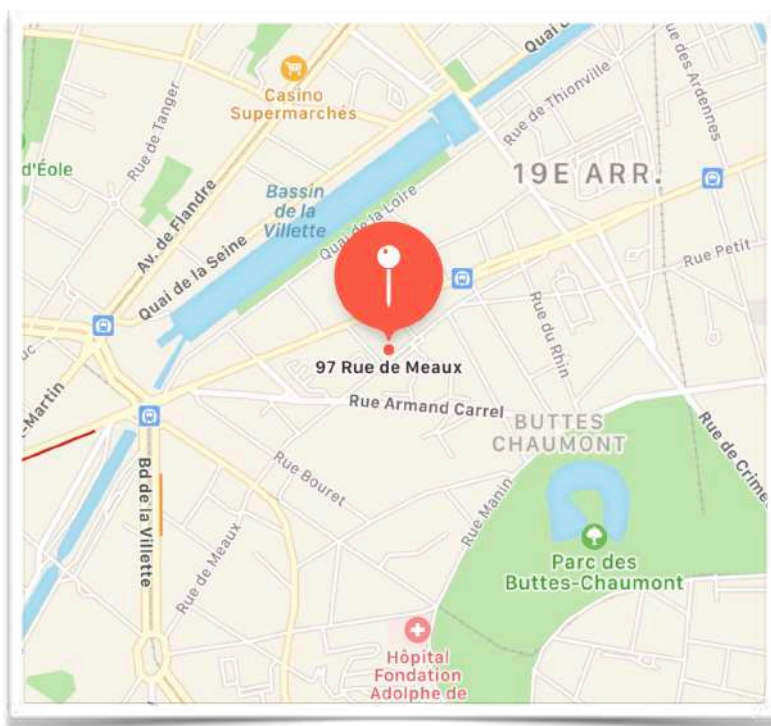 Quai d
Rue des Ardennes
Casino
Supermarchés
Rue de Tanger
Rue de Thionville
d'Éole
19E ARR.
Bassin
de la
Villette
Av. de Flandre
Quai de la Loire
Quai de la Seine
Rue Petit
Rue du Rhin
97 Rue de Meaux
uc
-Martin
Rue Armand Carrel
BUTTES
CHAUMONT
Rue de Crimée
Rue Bouret
Bd de la Villette
Rue Manin
Rue de Meaux
Parc des
Buttes-Chaumont
Hôpital
Fondation
Adolphe de